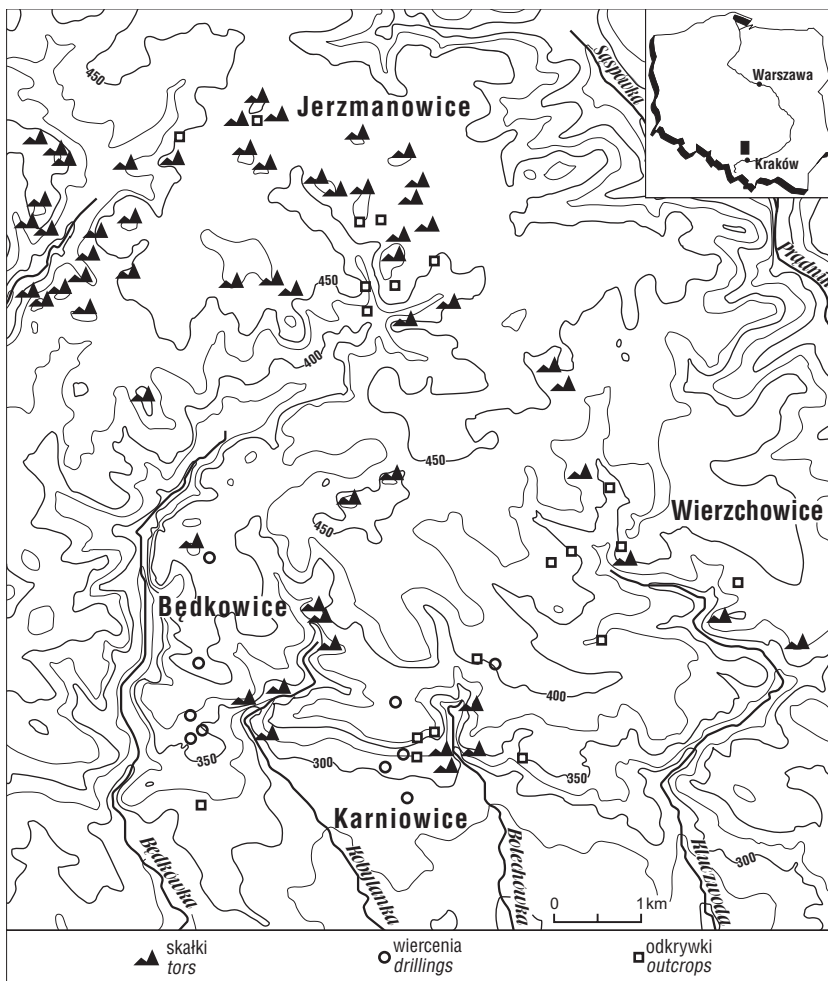 450
Jerzmanowice
Sąspówka
Warszawa
Kraków
Prądnik
450
400
450
450
Wierzchowice
Będkowice
400
350
300
350
Karniowice
300
Będkówka
Kobylanka
Bolechówka
Kluczwoda
0 1 km
skałki
tors
wiercenia
drillings
odkrywki
outcrops